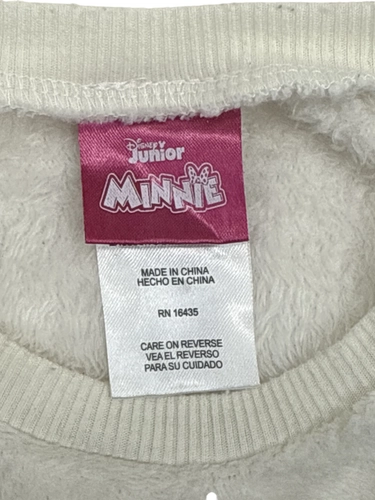 Disney
Junior
MINNIE
MADE IN CHINA
HECHO EN CHINA
RN 16435
CARE ON REVERSE
VEA EL REVERSO
PARA SU CUIDADO